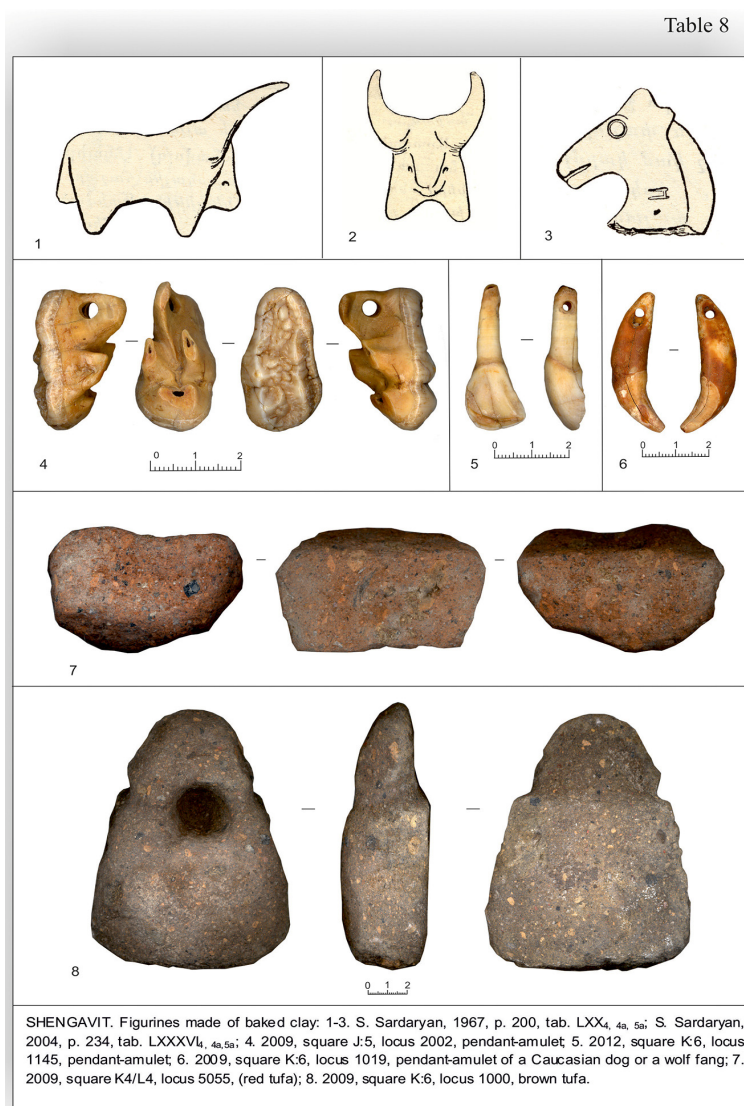 Table 8
1
2
3
4
0 1 2
5
0 1 2
6
0 1 2
7
8
0 1 2
SHENGAVIT. Figurines made of baked clay: 1-3. S. Sardaryan, 1967, p. 200, tab. LXX4, 4a, 5a; S. Sardaryan,
2004, p. 234, tab. LXXXVI4, 4a,5a; 4. 2009, square J:5, locus 2002, pendant-amulet; 5. 2012, square K:6, locus
1145, pendant-amulet; 6. 2009, square K:6, locus 1019, pendant-amulet of a Caucasian dog or a wolf fang; 7.
2009, square K4/L4, locus 5055, (red tufa); 8. 2009, square K:6, locus 1000, brown tufa.